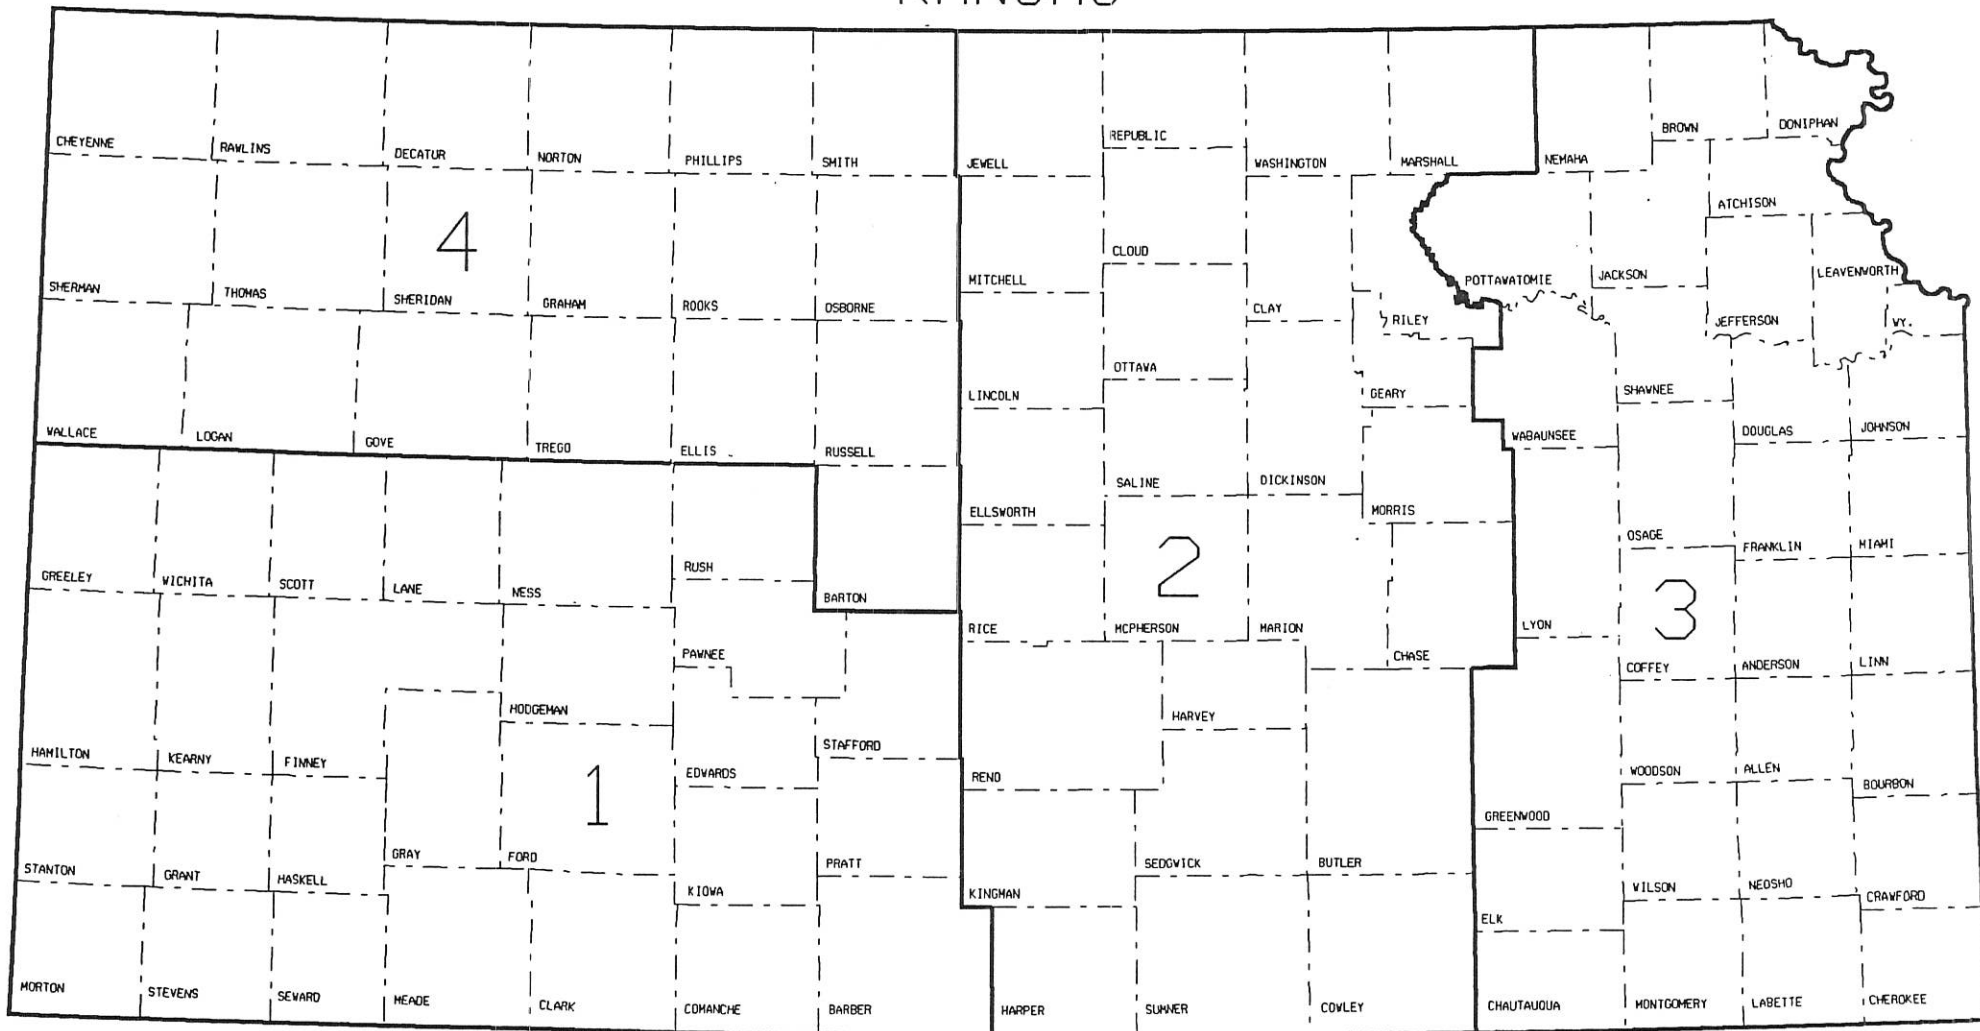 KANSAS
CHEYENNE RAWLINS DECATUR NORTON PHILLIPS SMITH JEWELL REPUBLIC WASHINGTON MARSHALL NEMAHA BROWN DONIPHAN
ATCHISON
4
SHERMAN THOMAS SHERIDAN GRAHAM ROOKS OSBORNE MITCHELL CLOUD CLAY RILEY POTTAWATOMIE JACKSON JEFFERSON LEAVENWORTH WY.
WALLACE LOGAN GOVE TREGO ELLIS RUSSELL LINCOLN OTTAWA GEARY WABAUNSEE SHAWNEE DOUGLAS JOHNSON
ELLSWORTH SALINE DICKINSON MORRIS OSAGE FRANKLIN MIAMI
GREELEY WICHITA SCOTT LANE NESS RUSH BARTON
2
3
RICE MCPHERSON MARION CHASE LYON COFFEY ANDERSON LINN
PAWNEE
HODGEMAN
HARVEY
HAMILTON KEARNY FINNEY EDWARDS STAFFORD RENO WOODSON ALLEN BOURBON
1
GREENWOOD
STANTON GRANT HASKELL GRAY FORD KIOWA PRATT KINGMAN SEDGWICK BUTLER ELK WILSON NEOSHO CRAWFORD
MORTON STEVENS SEWARD MEADE CLARK COMANCHE BARBER HARPER SUMNER COWLEY CHAUTAUQUA MONTGOMERY LABETTE CHEROKEE